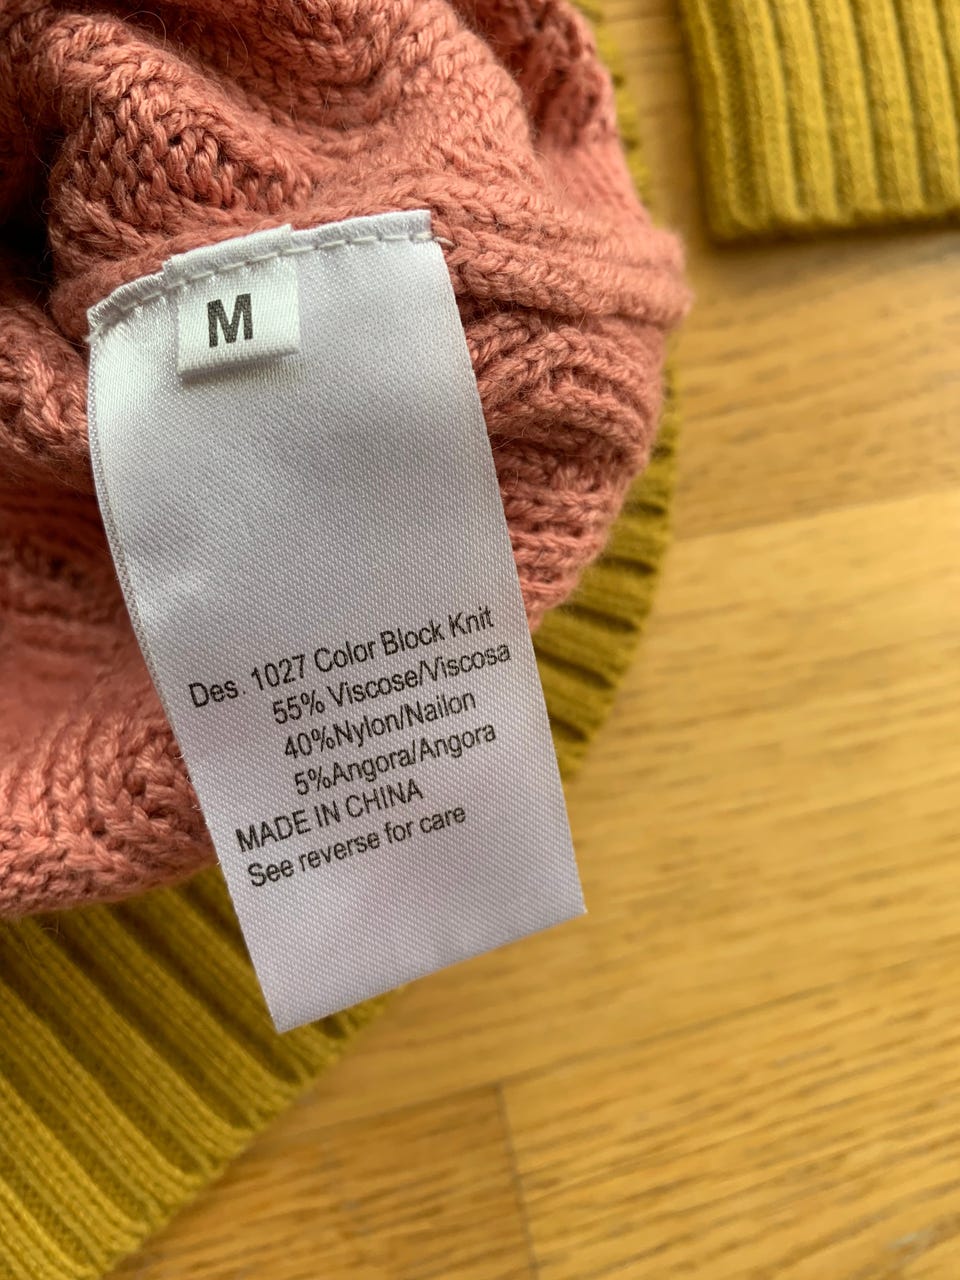 M
Des. 1027 Color Block Knit
55% Viscose/Viscosa
40%Nylon/Nailon
5%Angora/Angora
MADE IN CHINA
See reverse for care